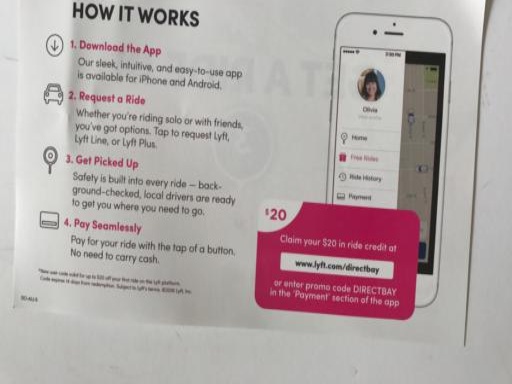 HOW IT WORKS
1. Download the App
Our sleek, intuitive, and easy-to-use app
is available for iPhone and Android.
2. Request a Ride
Whether you're riding solo or with friends,
you've got options. Tap to request Lyft,
Lyft Line, or Lyft Plus.
3. Get Picked Up
Safety is built into every ride — back-
ground-checked, local drivers are ready
to get you where you need to go.
4. Pay Seamlessly
Pay for your ride with the tap of a button.
No need to carry cash.
*New user code valid for up to $20 off your first ride on the Lyft platform.
Code expires 14 days from redemption. Subject to Lyft's terms. ©2016 Lyft, Inc.
Olivia
Home
Free Rides
Ride History
Payment
$20
Claim your $20 in ride credit at
www.lyft.com/directbay
or enter promo code DIRECTBAY
in the 'Payment' section of the app